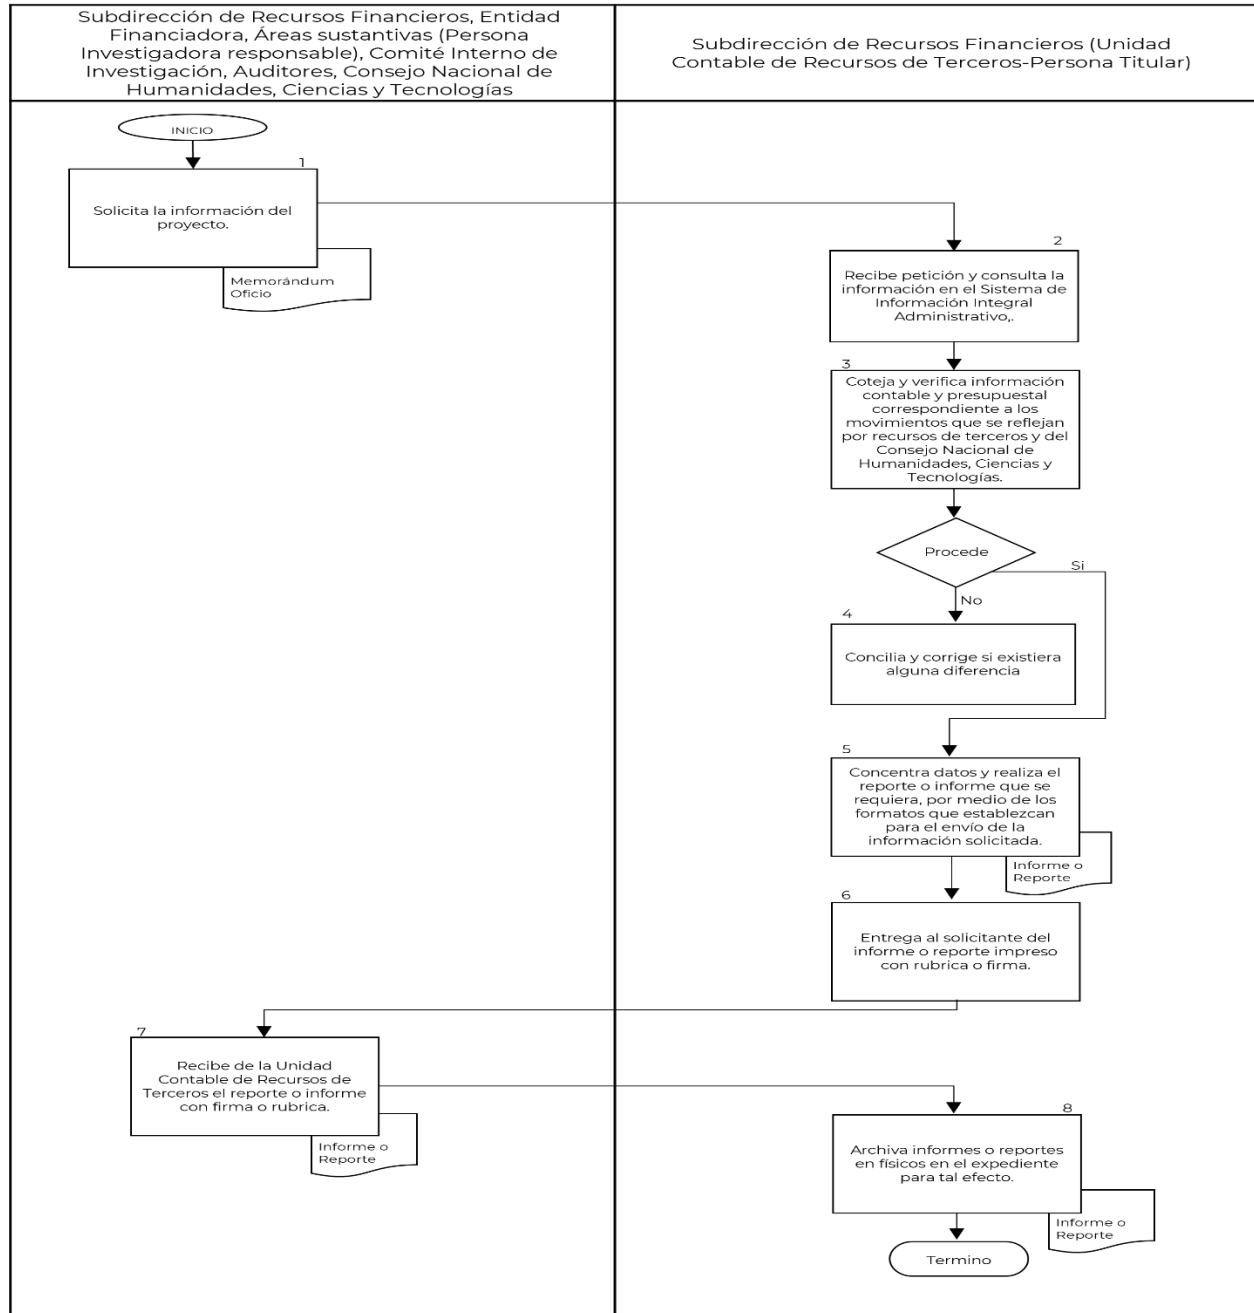 Subdirección de Recursos Financieros, Entidad
Financiadora, Áreas sustantivas (Persona
Investigadora responsable), Comité Interno de
Investigación, Auditores, Consejo Nacional de
Humanidades, Ciencias y Tecnologías
Subdirección de Recursos Financieros (Unidad
Contable de Recursos de Terceros-Persona Titular)
INICIO
1
Solicita la información del
proyecto.
Memorándum
Oficio
2
Recibe petición y consulta la
información en el Sistema de
Información Integral
Administrativo,.
3
Coteja y verifica información
contable y presupuestal
correspondiente a los
movimientos que se reflejan
por recursos de terceros y del
Consejo Nacional de
Humanidades, Ciencias y
Tecnologías.
Procede
Si
No
4
Concilia y corrige si existiera
alguna diferencia
5
Concentra datos y realiza el
reporte o informe que se
requiera, por medio de los
formatos que establezcan
para el envío de la
información solicitada.
Informe o
Reporte
6
Entrega al solicitante del
informe o reporte impreso
con rubrica o firma.
7
Recibe de la Unidad
Contable de Recursos de
Terceros el reporte o informe
con firma o rubrica.
Informe o
Reporte
8
Archiva informes o reportes
en físicos en el expediente
para tal efecto.
Informe o
Reporte
Termino